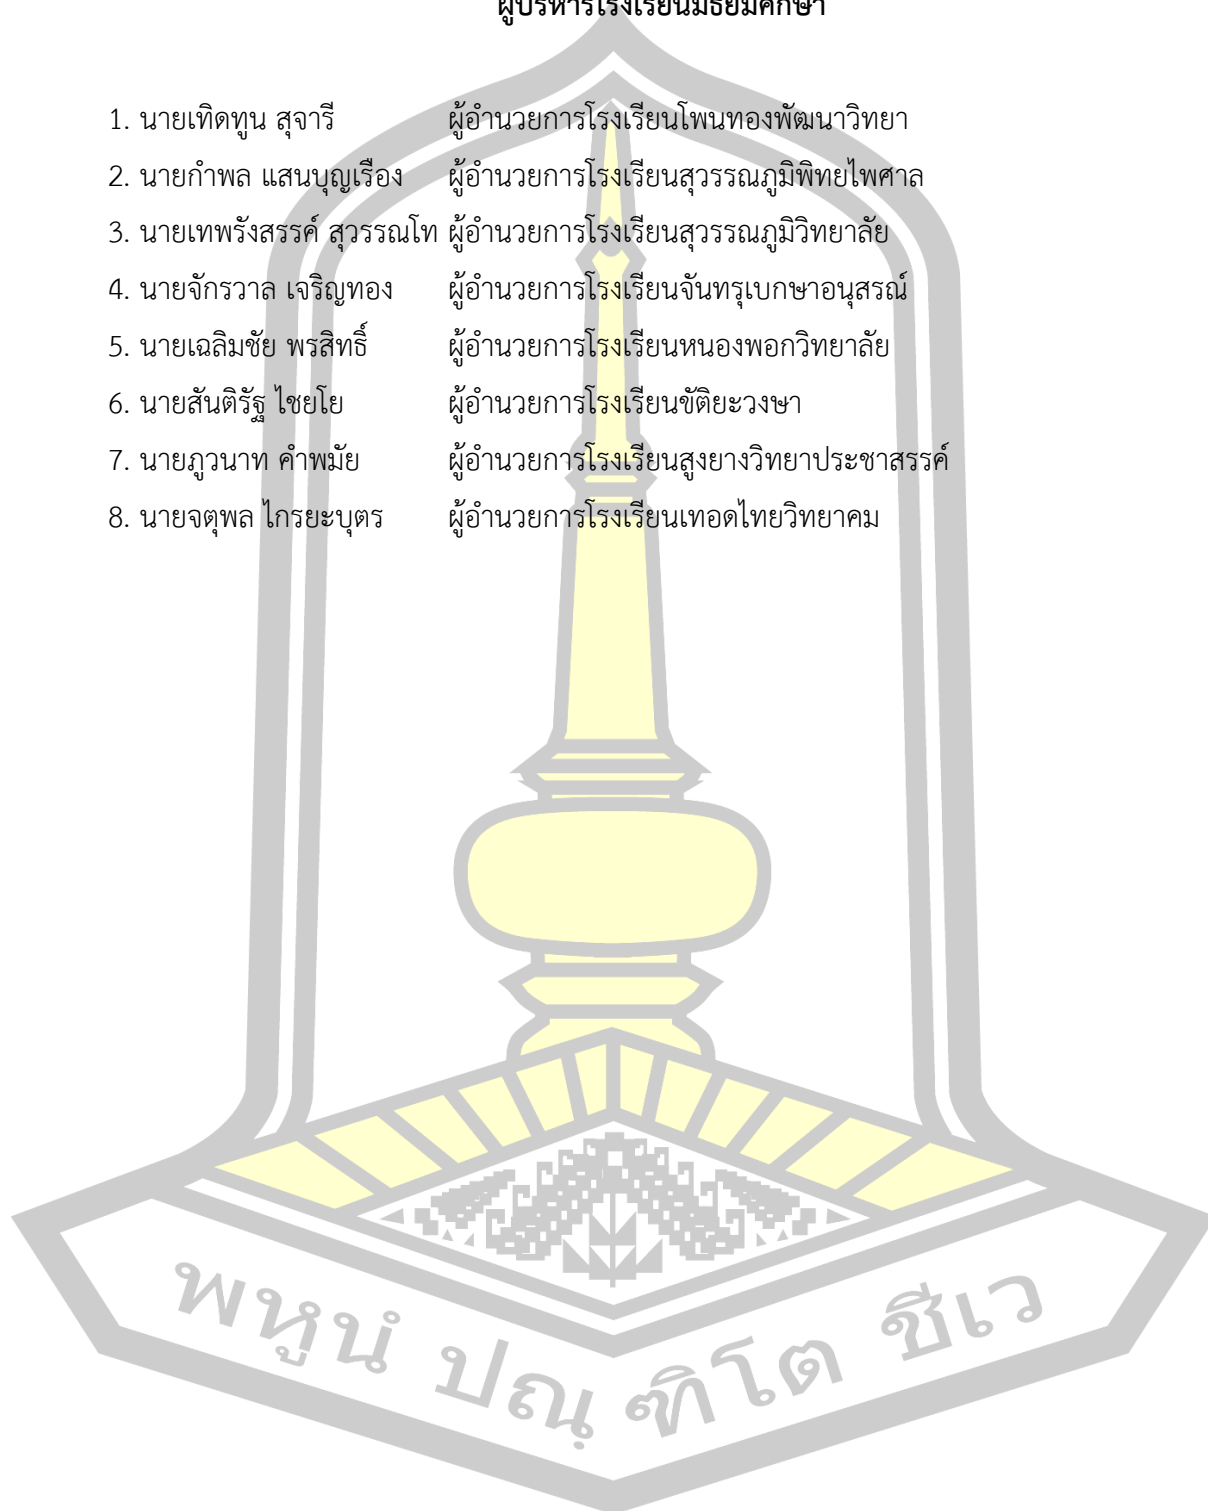 ผู้บริหารโรงเรียนมัธยมศึกษา
1. นายเทิดทูน สุจารี ผู้อำนวยการโรงเรียนโพนทองพัฒนาวิทยา
2. นายกำพล แสนบุญเรือง ผู้อำนวยการโรงเรียนสุวรรณภูมิพิทยไพศาล
3. นายเทพรังสรรค์ สุวรรณโท ผู้อำนวยการโรงเรียนสุวรรณภูมิวิทยาลัย
4. นายจักรวาล เจริญทอง ผู้อำนวยการโรงเรียนจันทรุเบกษาอนุสรณ์
5. นายเฉลิมชัย พรสิทธิ์ ผู้อำนวยการโรงเรียนหนองพอกวิทยาลัย
6. นายสันติรัฐ ไชยโย ผู้อำนวยการโรงเรียนขัติยะวงษา
7. นายภูวนาท คำพมัย ผู้อำนวยการโรงเรียนสูงยางวิทยาประชาสรรค์
8. นายจตุพล ไกรยะบุตร ผู้อำนวยการโรงเรียนเทอดไทยวิทยาคม
พหูนํ ปณฺฑิโต ชีเว